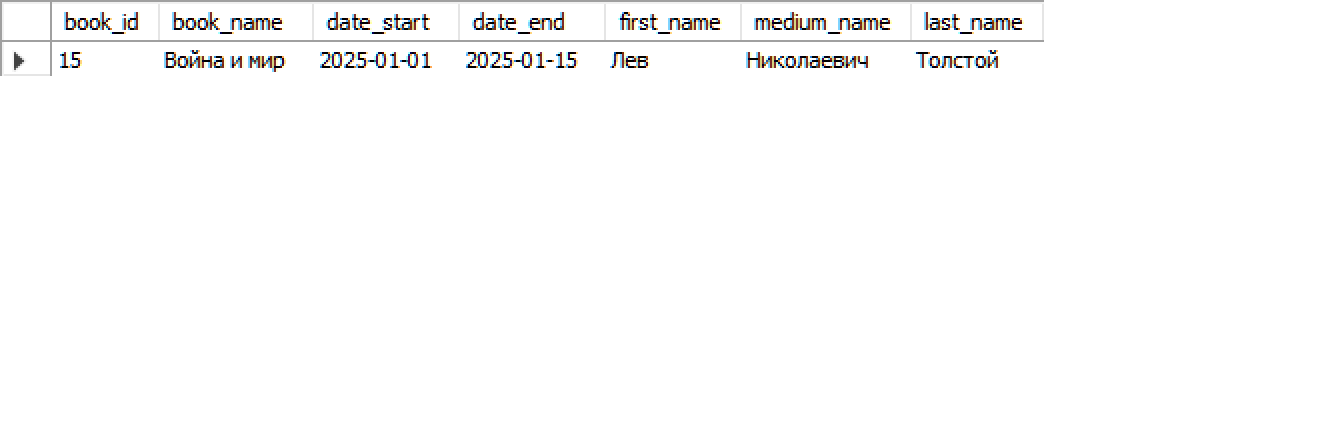 book_id book_name date_start date_end first_name medium_name last_name
15 Война и мир 2025-01-01 2025-01-15 Лев Николаевич Толстой